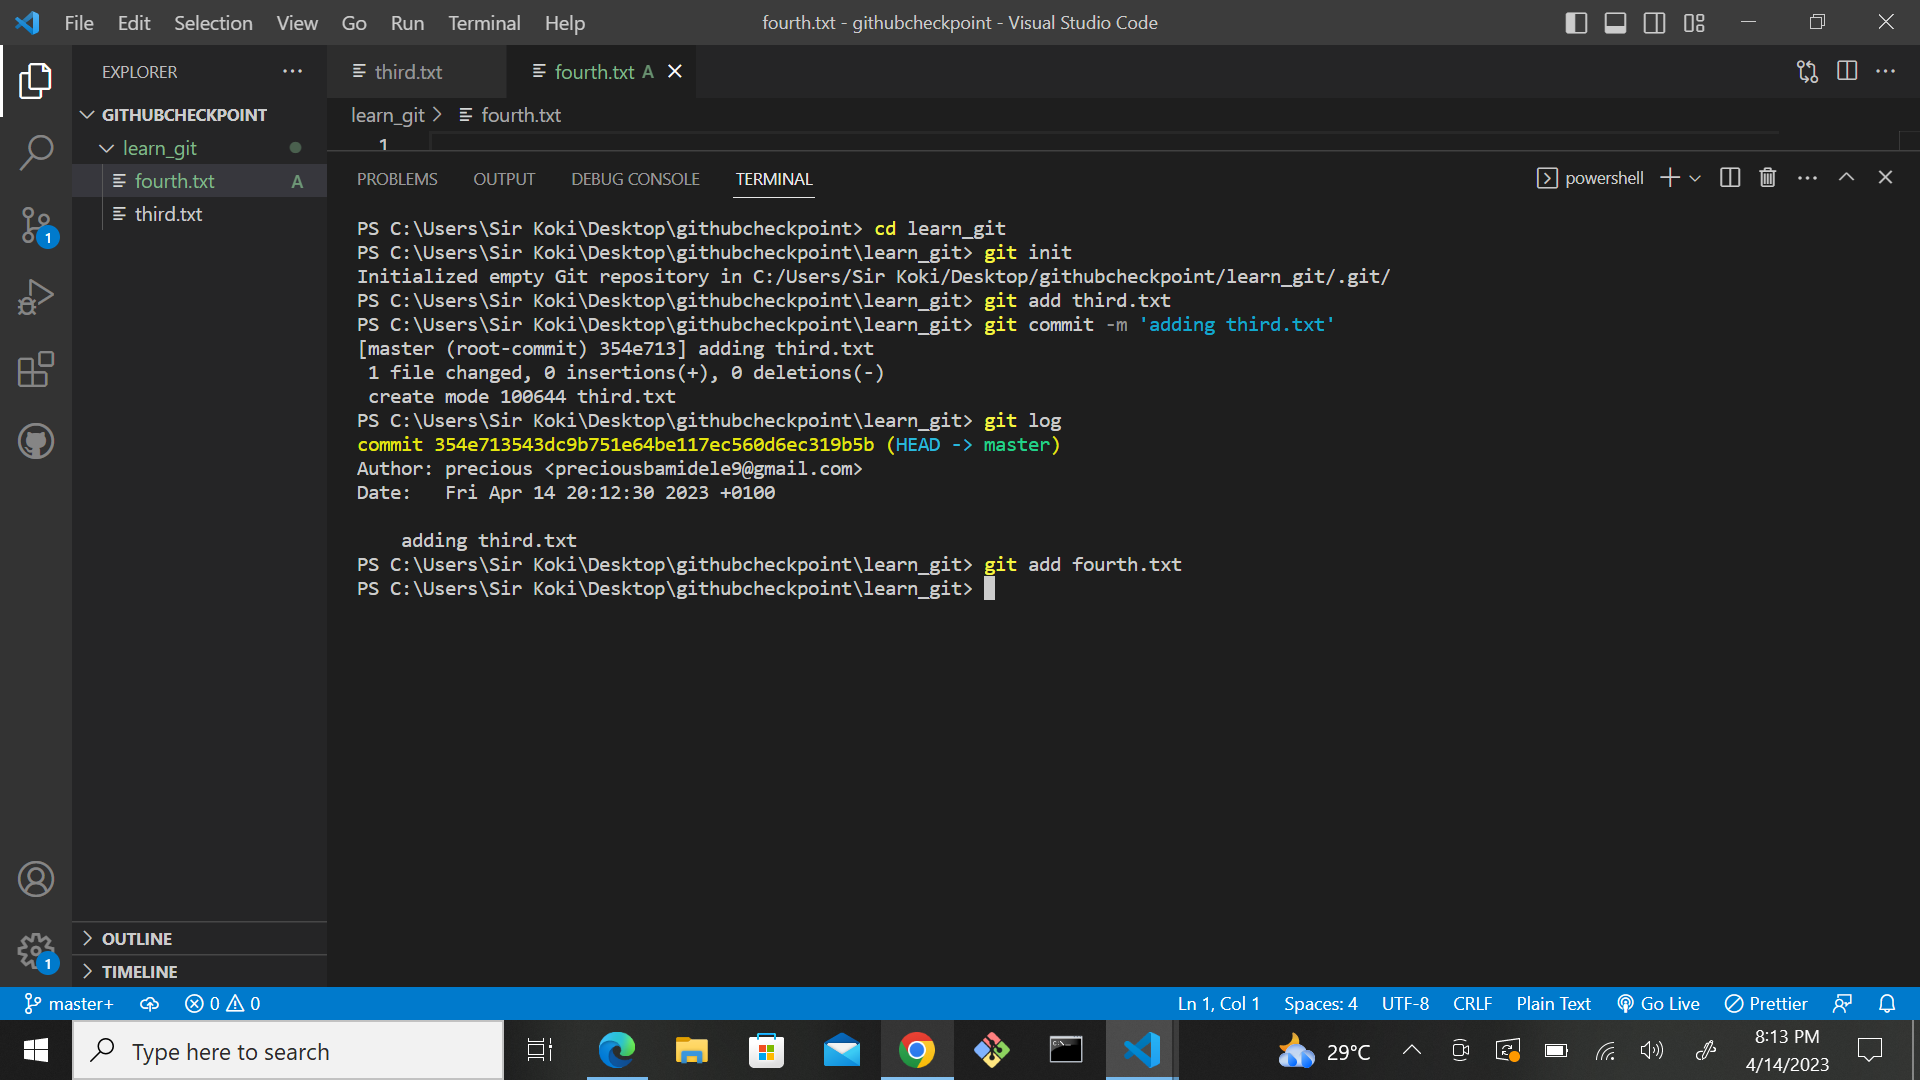 File Edit Selection View Go Run Terminal Help
fourth.txt - githubcheckpoint - Visual Studio Code
EXPLORER
GITHUBCHECKPOINT
learn_git
fourth.txt A
third.txt
1
OUTLINE
TIMELINE
1
third.txt
fourth.txt A
learn_git > fourth.txt
1
PROBLEMS OUTPUT DEBUG CONSOLE TERMINAL
powershell
PS C:\Users\Sir Koki\Desktop\githubcheckpoint> cd learn_git
PS C:\Users\Sir Koki\Desktop\githubcheckpoint\learn_git> git init
Initialized empty Git repository in C:/Users/Sir Koki/Desktop/githubcheckpoint/learn_git/.git/
PS C:\Users\Sir Koki\Desktop\githubcheckpoint\learn_git> git add third.txt
PS C:\Users\Sir Koki\Desktop\githubcheckpoint\learn_git> git commit -m 'adding third.txt'
[master (root-commit) 354e713] adding third.txt
1 file changed, 0 insertions(+), 0 deletions(-)
create mode 100644 third.txt
PS C:\Users\Sir Koki\Desktop\githubcheckpoint\learn_git> git log
commit 354e713543dc9b751e64be117ec560d6ec319b5b (HEAD -> master)
Author: precious <preciousbamidele9@gmail.com>
Date:   Fri Apr 14 20:12:30 2023 +0100
adding third.txt
PS C:\Users\Sir Koki\Desktop\githubcheckpoint\learn_git> git add fourth.txt
PS C:\Users\Sir Koki\Desktop\githubcheckpoint\learn_git>
master+ 0 0
Ln 1, Col 1 Spaces: 4 UTF-8 CRLF Plain Text Go Live Prettier
Type here to search
29°C
8:13 PM
4/14/2023